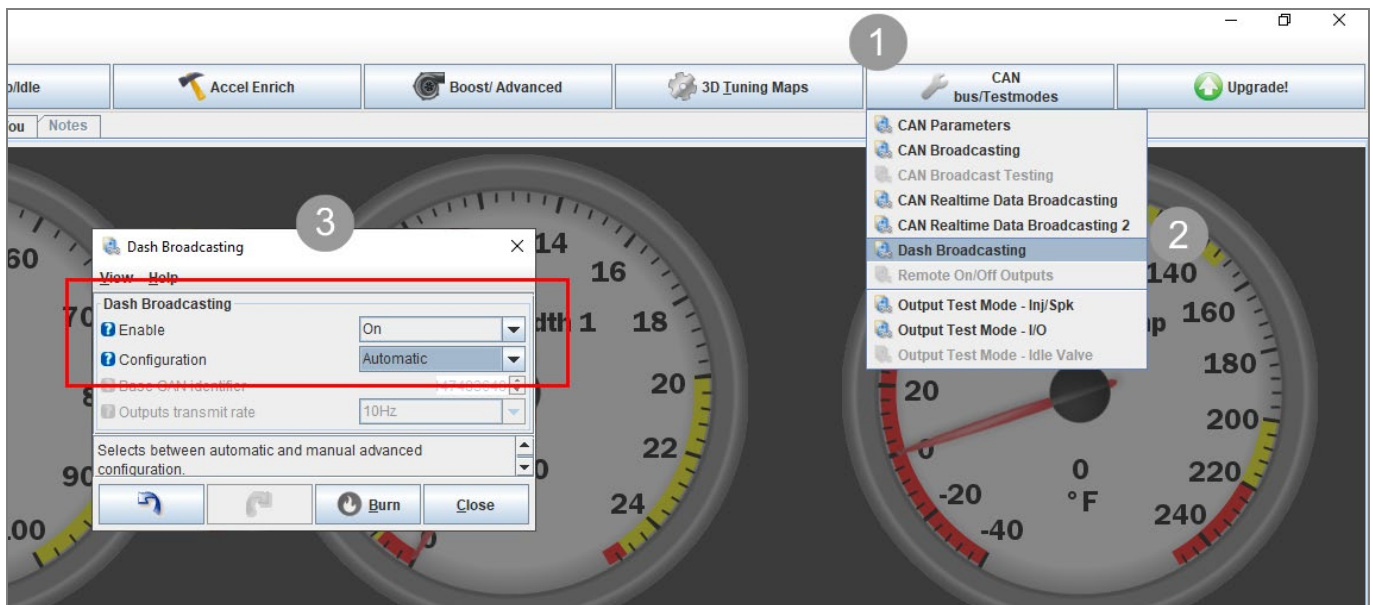 1
p/Idle
Accel Enrich
Boost/ Advanced
3D Tuning Maps
CAN
bus/Testmodes
Upgrade!
ou
Notes
CAN Parameters
CAN Broadcasting
CAN Broadcast Testing
CAN Realtime Data Broadcasting
CAN Realtime Data Broadcasting 2
Dash Broadcasting
2
Remote On/Off Outputs
Output Test Mode - Inj/Spk
Output Test Mode - I/O
Output Test Mode - Idle Valve
3
Dash Broadcasting
View Help
Dash Broadcasting
Enable
On
Configuration
Automatic
Base CAN identifier
Outputs transmit rate
10Hz
Selects between automatic and manual advanced
configuration.
Burn
Close
60
70
90
100
14
16
dth 1
18
20
22
24
0
140
p
160
180
200
220
240
20
0
-20
-40
0
°F